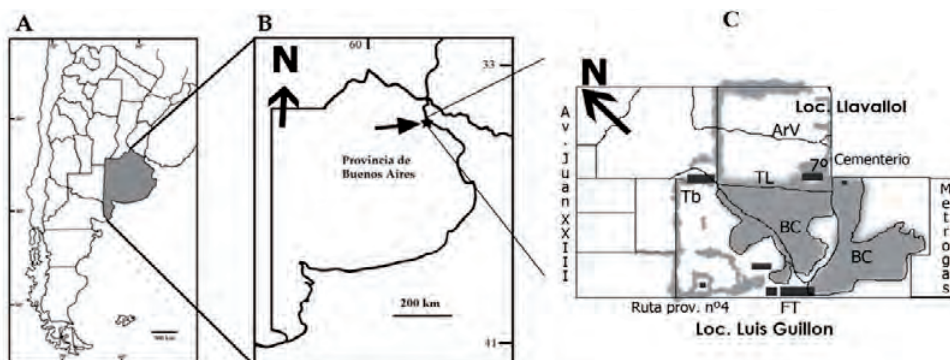 A
B
C
N
60
33
Provincia de
Buenos Aires
200 km
41
N
Av. Juan XXIII
Loc. Llavallol
ArV
7º
Cementerio
TL
Tb
BC
BC
Metrogas
Ruta prov. nº4
FT
Loc. Luis Guillon